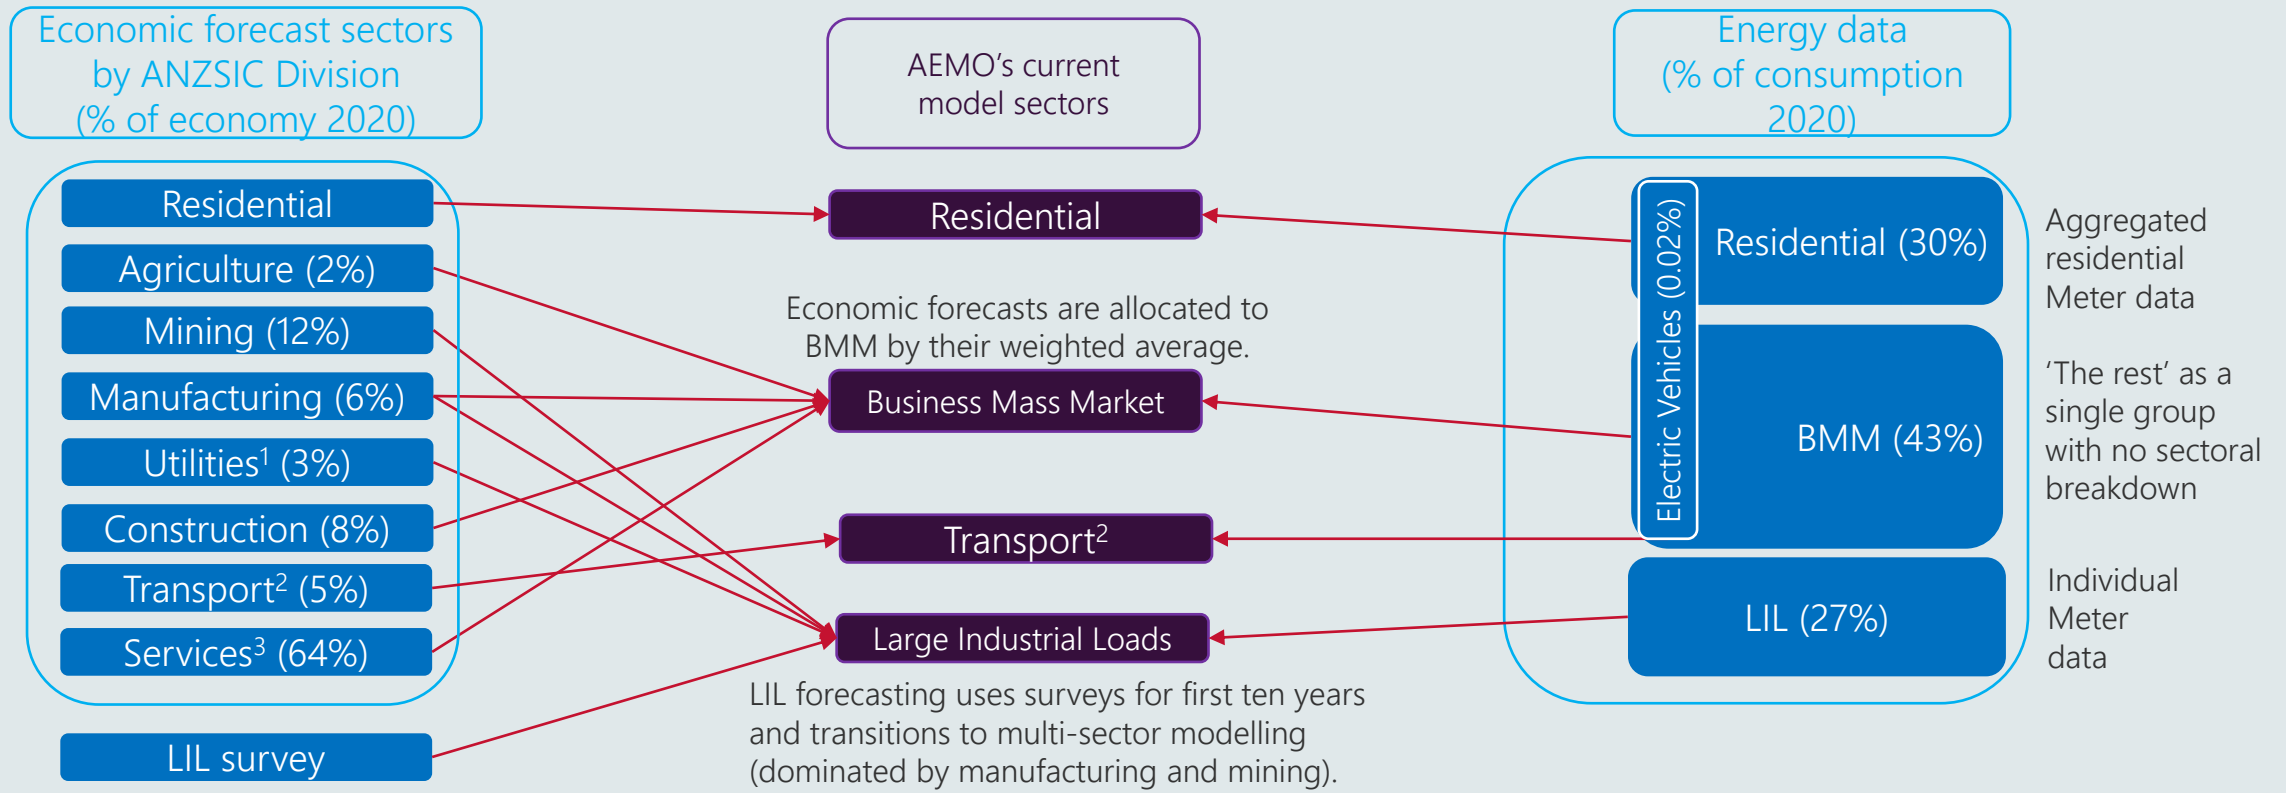 Economic forecast sectors
by ANZSIC Division
(% of economy 2020)
Residential
Agriculture (2%)
Mining (12%)
Manufacturing (6%)
Utilities¹ (3%)
Construction (8%)
Transport² (5%)
Services³ (64%)
LIL survey
AEMO’s current
model sectors
Residential
Economic forecasts are allocated to
BMM by their weighted average.
Business Mass Market
Transport²
Large Industrial Loads
LIL forecasting uses surveys for first ten years
and transitions to multi-sector modelling
(dominated by manufacturing and mining).
Energy data
(% of consumption
2020)
Electric Vehicles (0.02%)
Residential (30%)
BMM (43%)
LIL (27%)
Aggregated
residential
Meter data
‘The rest’ as a
single group
with no sectoral
breakdown
Individual
Meter
data